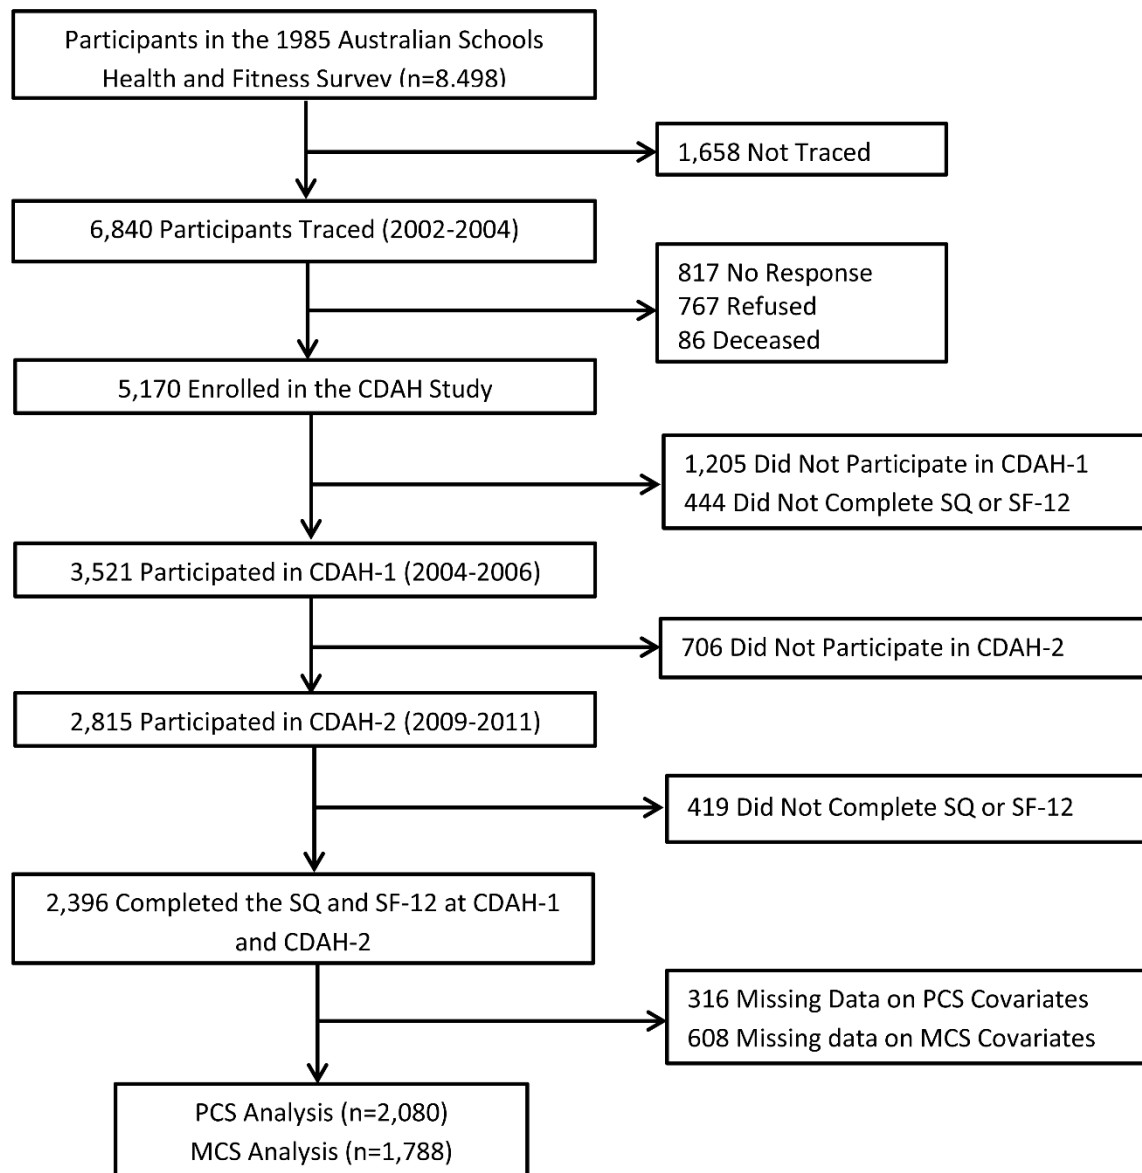 Participants in the 1985 Australian Schools
Health and Fitness Survey (n=8,498)
1,658 Not Traced
6,840 Participants Traced (2002-2004)
817 No Response
767 Refused
86 Deceased
5,170 Enrolled in the CDAH Study
1,205 Did Not Participate in CDAH-1
444 Did Not Complete SQ or SF-12
3,521 Participated in CDAH-1 (2004-2006)
706 Did Not Participate in CDAH-2
2,815 Participated in CDAH-2 (2009-2011)
419 Did Not Complete SQ or SF-12
2,396 Completed the SQ and SF-12 at CDAH-1
and CDAH-2
316 Missing Data on PCS Covariates
608 Missing data on MCS Covariates
PCS Analysis (n=2,080)
MCS Analysis (n=1,788)